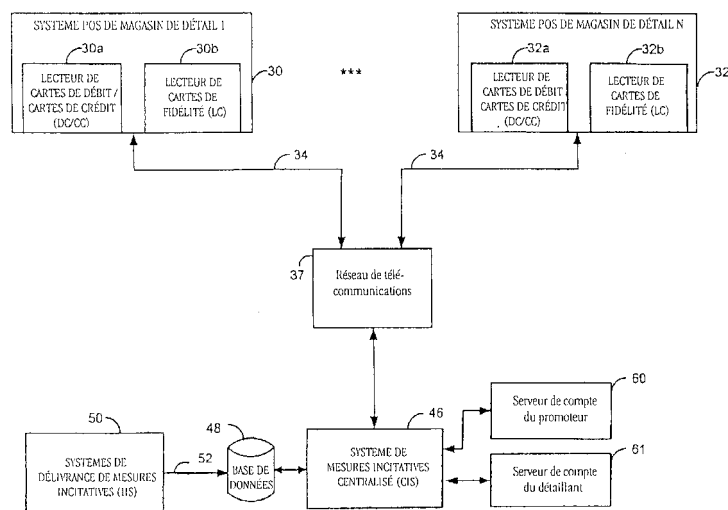 SYSTEME POS DE MAGASIN DE DÉTAIL 1
30a
30b
LECTEUR DE
CARTES DE DÉBIT /
CARTES DE CRÉDIT
(DC/CC)
LECTEUR DE
CARTES DE
FIDÉLITÉ (LC)
30
***
SYSTÈME POS DE MAGASIN DE DÉTAIL N
32a
32b
LECTEUR DE
CARTES DE DÉBIT /
CARTES DE CRÉDIT
(DC/CC)
LECTEUR DE
CARTES DE
FIDÉLITÉ (LC)
32
34
34
37
Réseau de télé-
communications
50
SYSTÈMES DE
DÉLIVRANCE DE MESURES
INCITATIVES (IIS)
52
48
BASE DE
DONNÉES
46
SYSTÈME DE
MESURES INCITATIVES
CENTRALISÉ (CIS)
60
Serveur de compte
du promoteur
61
Serveur de compte
du détaillant